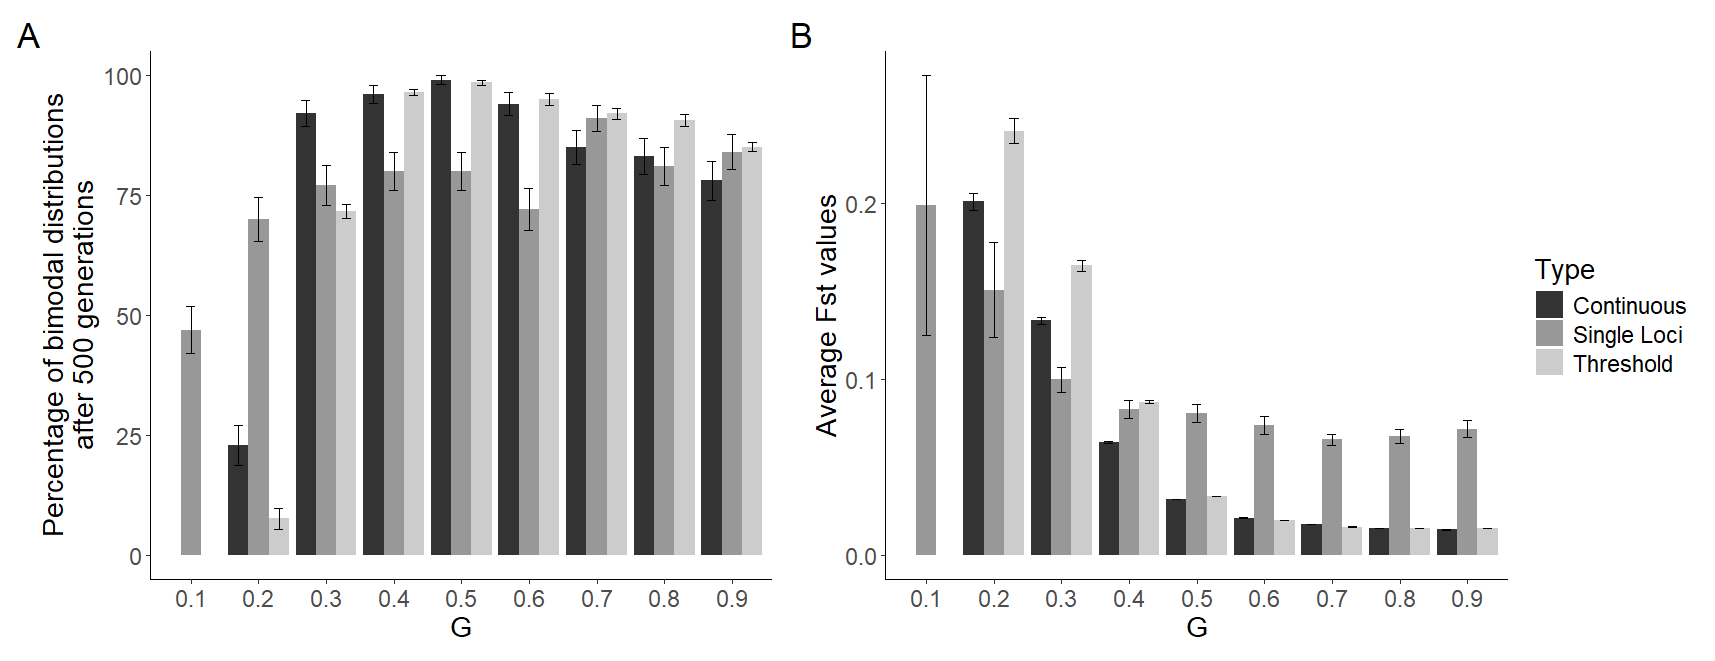 A
Percentage of bimodal distributions
after 500 generations
100
75
50
25
0
0.1 0.2 0.3 0.4 0.5 0.6 0.7 0.8 0.9
G
B
Average Fst values
0.2
0.1
0.0
0.1 0.2 0.3 0.4 0.5 0.6 0.7 0.8 0.9
G
Type
Continuous
Single Loci
Threshold